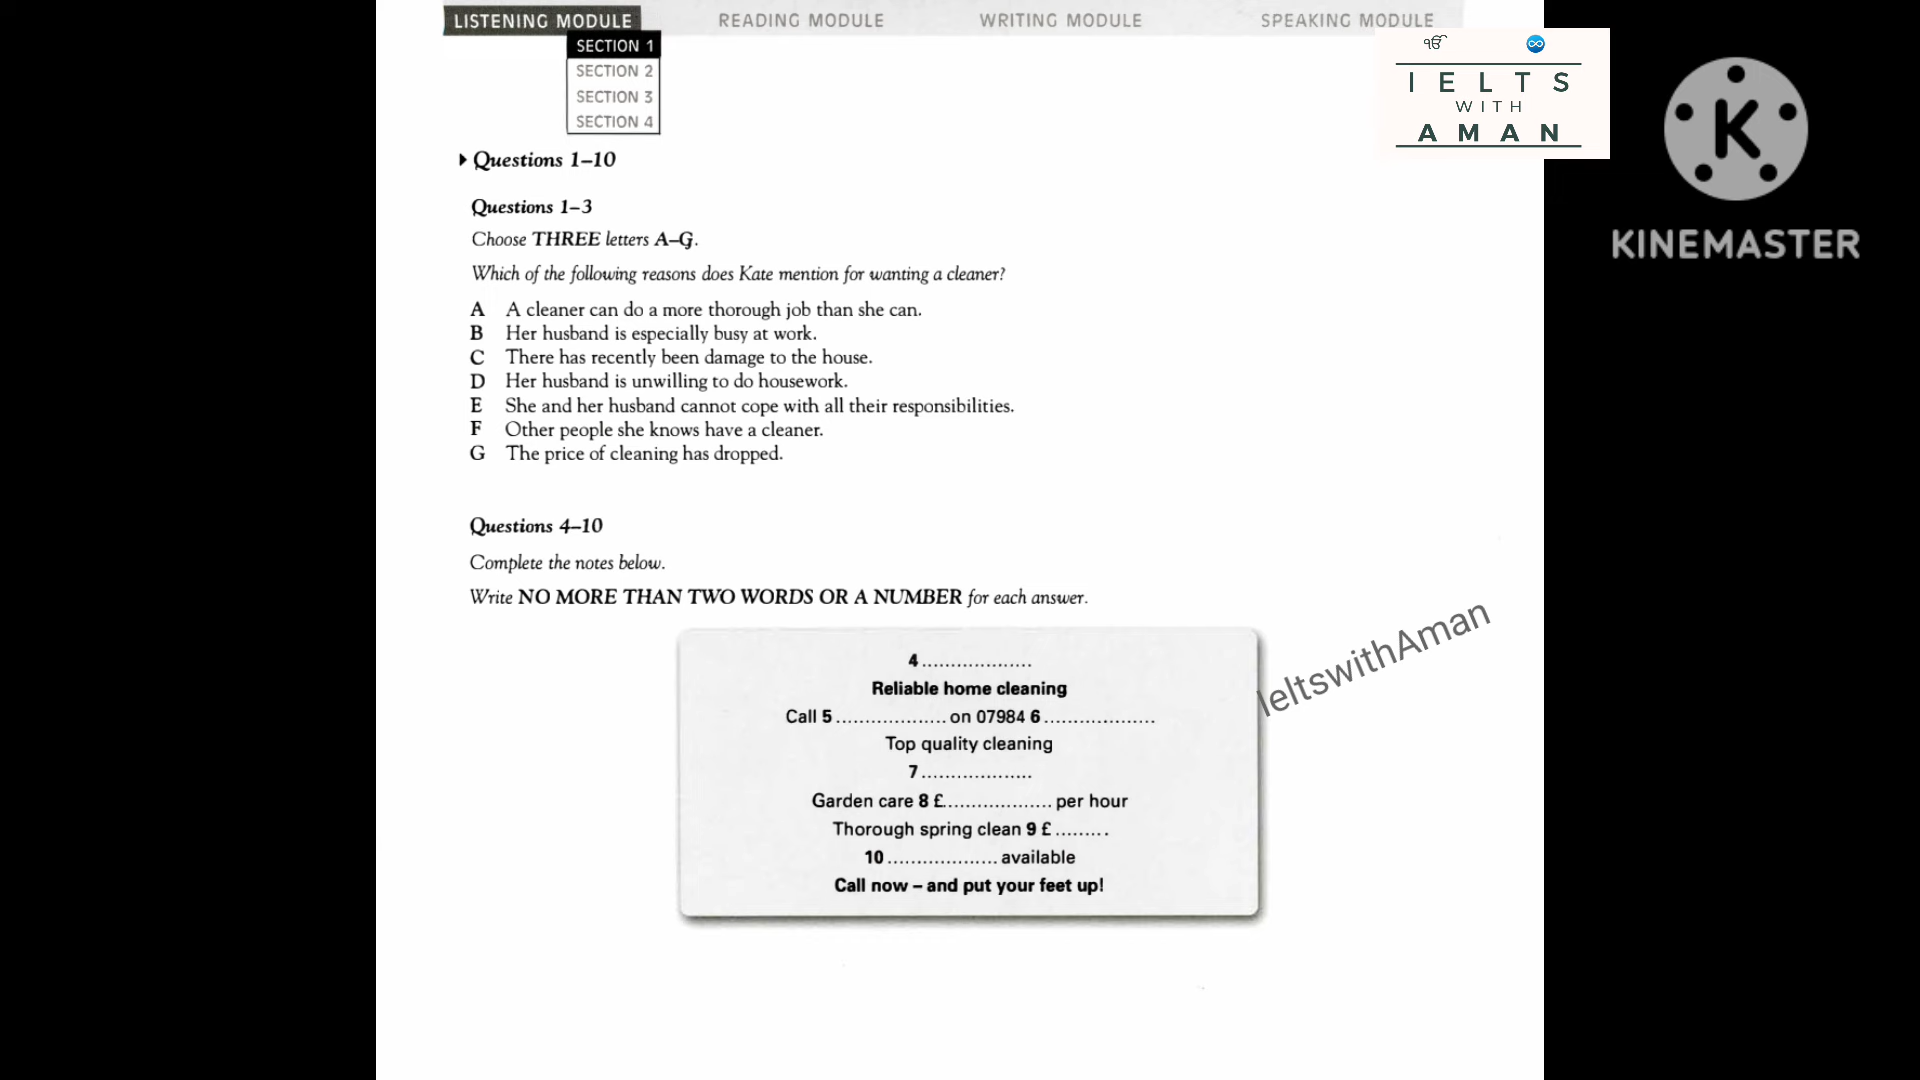 LISTENING MODULE READING MODULE WRITING MODULE SPEAKING MODULE
SECTION 1
SECTION 2
SECTION 3
SECTION 4
ੴ
IELTS
WITH
AMAN
K
KINEMASTER
Questions 1–10
Questions 1–3
Choose THREE letters A–G.
Which of the following reasons does Kate mention for wanting a cleaner?
A A cleaner can do a more thorough job than she can.
B Her husband is especially busy at work.
C There has recently been damage to the house.
D Her husband is unwilling to do housework.
E She and her husband cannot cope with all their responsibilities.
F Other people she knows have a cleaner.
G The price of cleaning has dropped.
Questions 4–10
Complete the notes below.
Write NO MORE THAN TWO WORDS OR A NUMBER for each answer.
4 ...................
Reliable home cleaning
Call 5 ................... on 07984 6 ...................
Top quality cleaning
7 ...................
Garden care 8 £................... per hour
Thorough spring clean 9 £ .........
10 ................... available
Call now – and put your feet up!
IeltswithAman